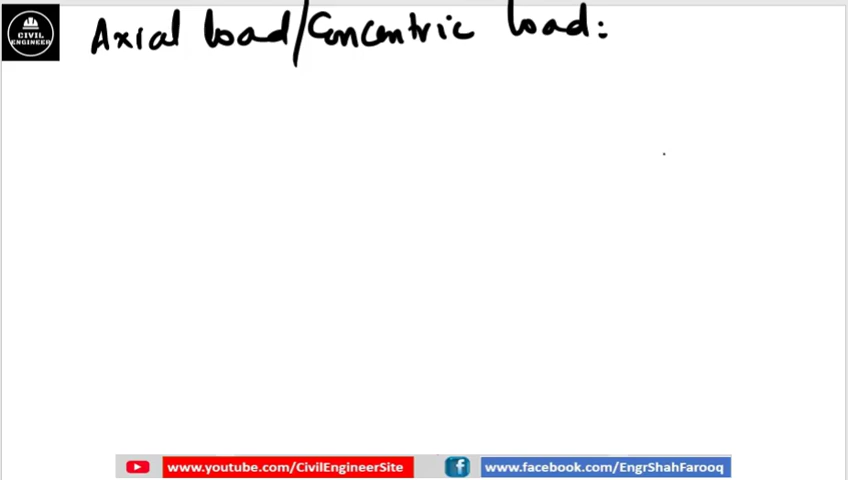 CIVIL
ENGINEER
Axial load/Concentric load:
www.youtube.com/CivilEngineerSite
www.facebook.com/EngrShahFarooq